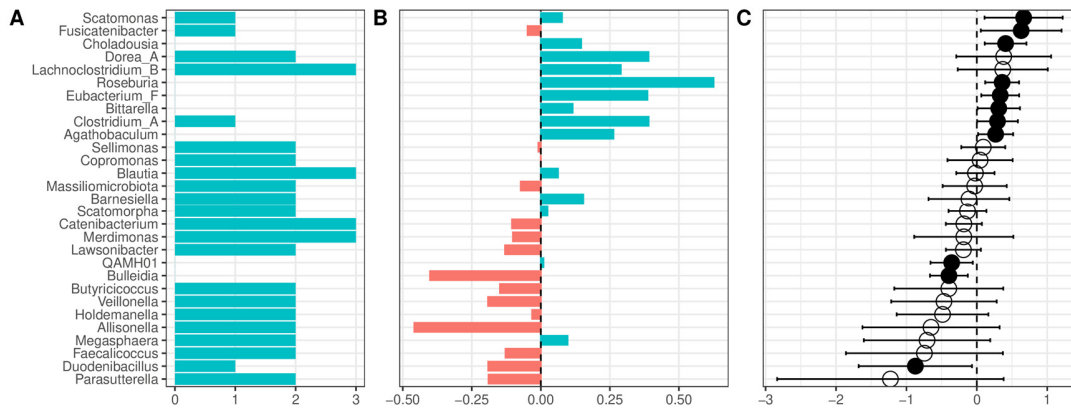 A
B
C
Scatomonas
Fusicatenibacter
Choladousia
Dorea_A
Lachnoclostridium_B
Roseburia
Eubacterium_F
Bittarella
Clostridium_A
Agathobaculum
Sellimonas
Copromonas
Blautia
Massiliomicrobiota
Barnesiella
Scatomorpha
Catenibacterium
Merdimonas
Lawsonibacter
QAMH01
Bulleidia
Butyricicoccus
Veillonella
Holdemanella
Allisonella
Megasphaera
Faecalicoccus
Duodenibacillus
Parasutterella
0 1 2 3
−0.50 −0.25 0.00 0.25 0.50
−3 −2 −1 0 1